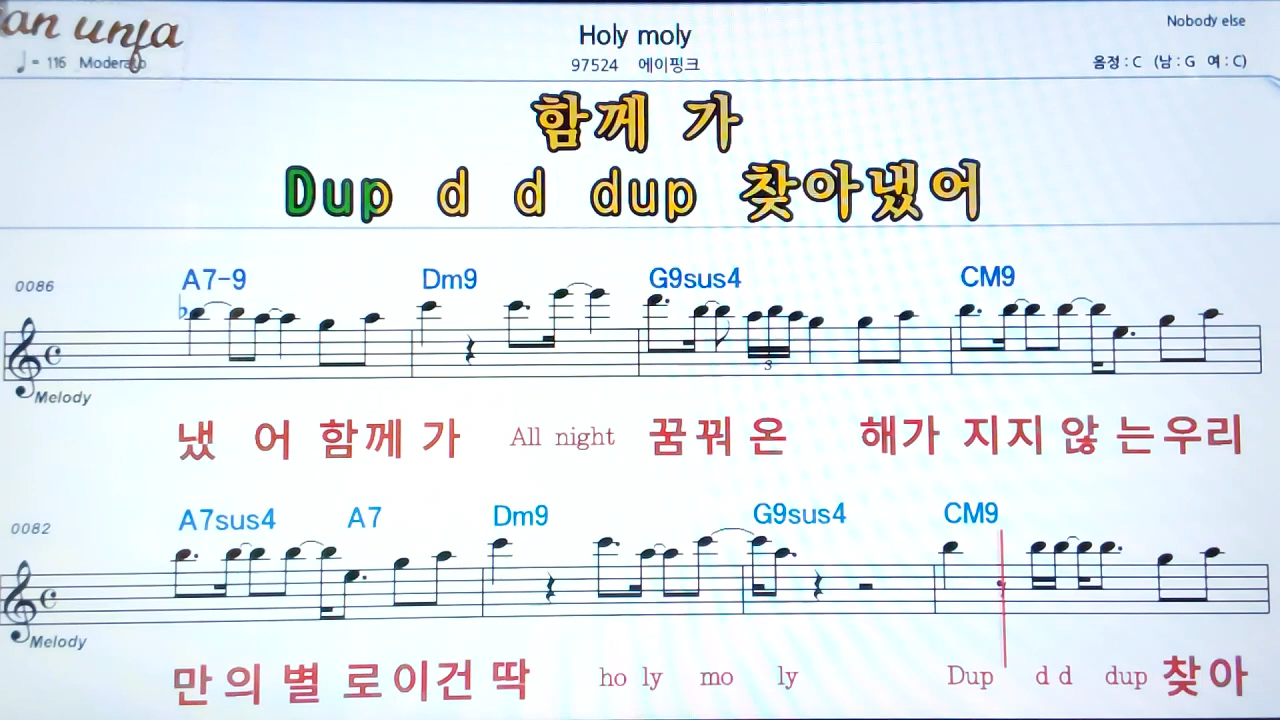 an unfa
Nobody else
Holy moly
♩= 116 Moderato
97524 에이핑크
음정 : C (남 : G 여 : C)
함께 가
Dup d d dup 찾아냈어
0086
A7-9 Dm9 G9sus4 CM9
3
Melody
냈 어 함께 가 All night 꿈꿔 온 해가 지지 않 는우리
0082
A7sus4 A7 Dm9 G9sus4 CM9
Melody
만의 별 로이건 딱 ho ly mo ly Dup d d dup 찾아